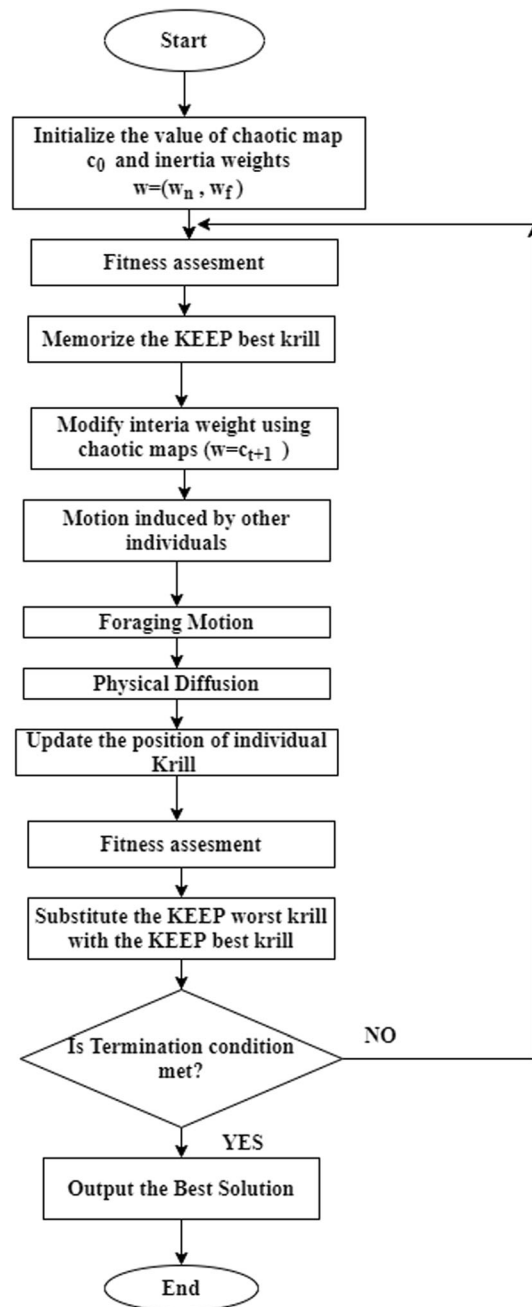 Start
Initialize the value of chaotic map
c0 and inertia weights
w=(wn , wf )
Fitness assesment
Memorize the KEEP best krill
Modify interia weight using
chaotic maps (w=ct+1 )
Motion induced by other
individuals
Foraging Motion
Physical Diffusion
Update the position of individual
Krill
Fitness assesment
Substitute the KEEP worst krill
with the KEEP best krill
Is Termination condition
met?
NO
YES
Output the Best Solution
End